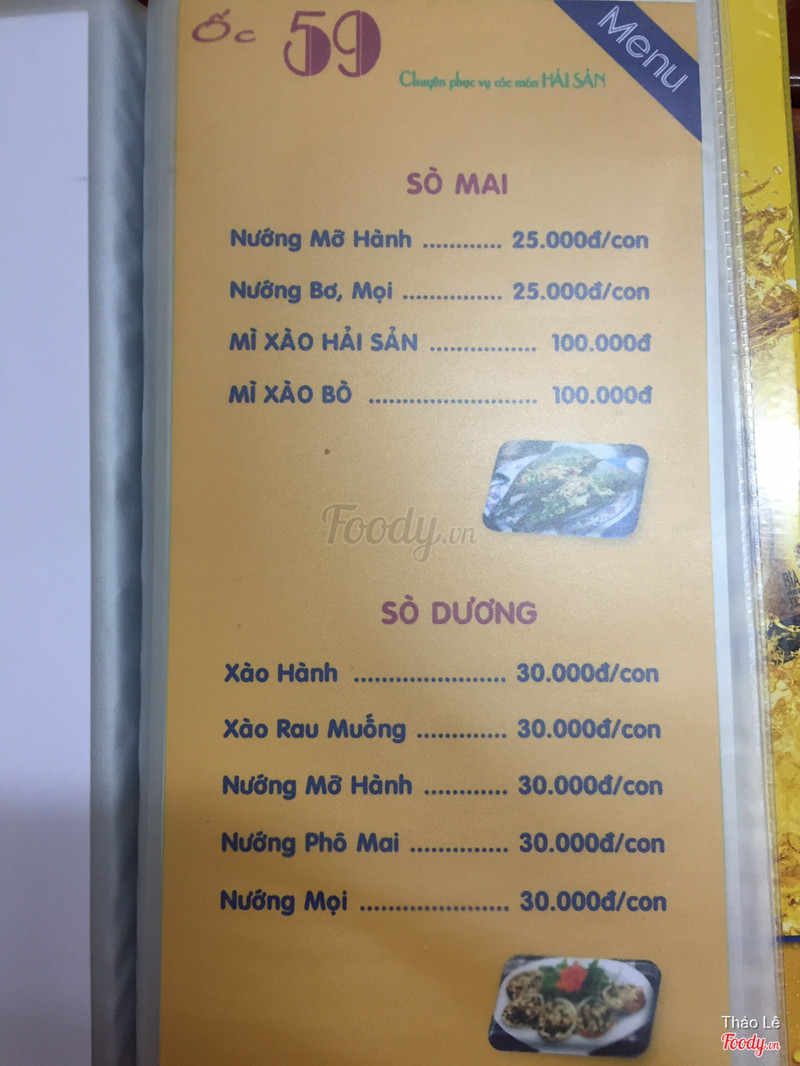 Ốc 59
Chuyên phục vụ các món HẢI SẢN
Menu
SÒ MAI
Nướng Mỡ Hành ............ 25.000đ/con
Nướng Bơ, Mọi ............... 25.000đ/con
MÌ XÀO HẢI SẢN ................ 100.000đ
MÌ XÀO BÒ ......................... 100.000đ
Foody.vn
SÒ DƯƠNG
Xào Hành ....................... 30.000đ/con
Xào Rau Muống .............. 30.000đ/con
Nướng Mỡ Hành ............. 30.000đ/con
Nướng Phô Mai ............... 30.000đ/con
Nướng Mọi ....................... 30.000đ/con
Thảo Lê
Foody.vn